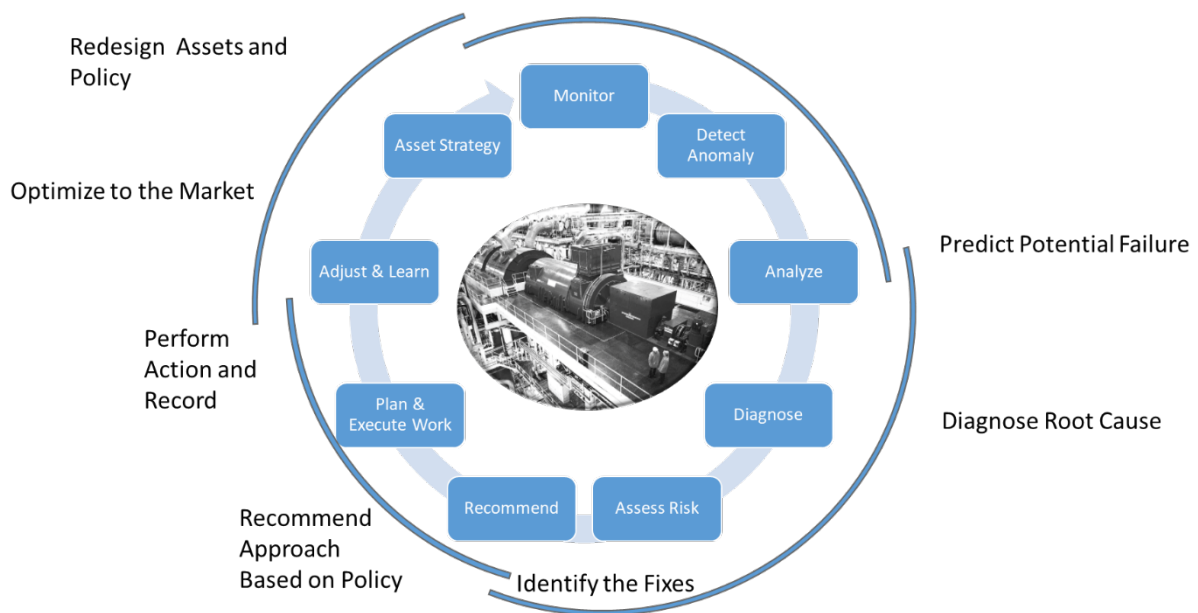 Redesign Assets and
Policy
Monitor
Asset Strategy
Detect
Anomaly
Optimize to the Market
Predict Potential Failure
Adjust & Learn
Analyze
Perform
Action and
Record
Plan &
Execute Work
Diagnose
Diagnose Root Cause
Recommend
Assess Risk
Recommend
Approach
Based on Policy
Identify the Fixes